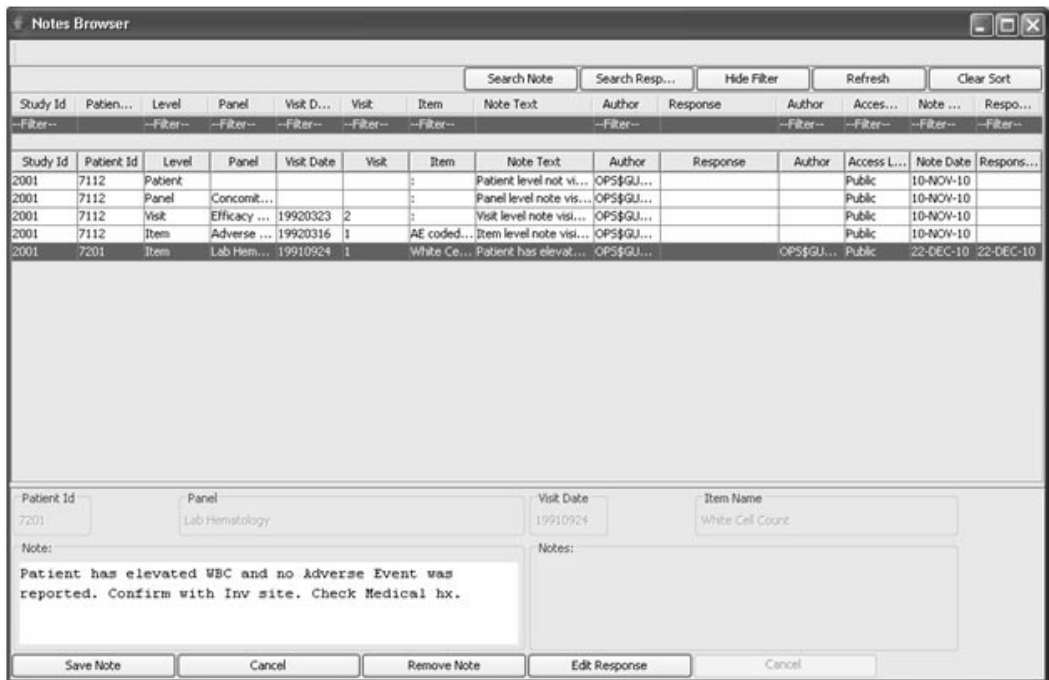 Notes Browser
Search Note Search Resp... Hide Filter Refresh Clear Sort
Study Id Patien... Level Panel Visit D... Visit Item Note Text Author Response Author Acces... Note ... Respo...
--Filter-- --Filter-- --Filter-- --Filter-- --Filter-- --Filter-- --Filter-- --Filter-- --Filter-- --Filter-- --Filter--
Study Id Patient Id Level Panel Visit Date Visit Item Note Text Author Response Author Access L... Note Date Respons...
2001 7112 Patient : Patient level not vi... OPS$GU... Public 10-NOV-10
2001 7112 Panel Concomit... : Panel level note vis... OPS$GU... Public 10-NOV-10
2001 7112 Visit Efficacy ... 19920323 2 : Visit level note visi... OPS$GU... Public 10-NOV-10
2001 7112 Item Adverse ... 19920316 1 AE coded... Item level note visi... OPS$GU... Public 10-NOV-10
2001 7201 Item Lab Hem... 19910924 1 White Ce... Patient has elevat... OPS$GU... OPS$GU... Public 22-DEC-10 22-DEC-10
Patient Id Panel Visit Date Item Name
7201 Lab Hematology 19910924 White Cell Count
Note: Notes:
Patient has elevated WBC and no Adverse Event was
reported. Confirm with Inv site. Check Medical hx.
Save Note Cancel Remove Note Edit Response Cancel